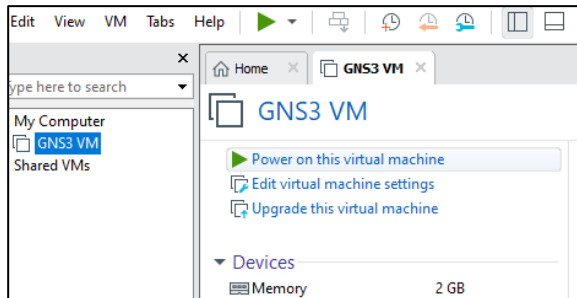 Edit View VM Tabs Help
ype here to search
Home
GNS3 VM
My Computer
GNS3 VM
Shared VMs
GNS3 VM
Power on this virtual machine
Edit virtual machine settings
Upgrade this virtual machine
Devices
Memory 2 GB